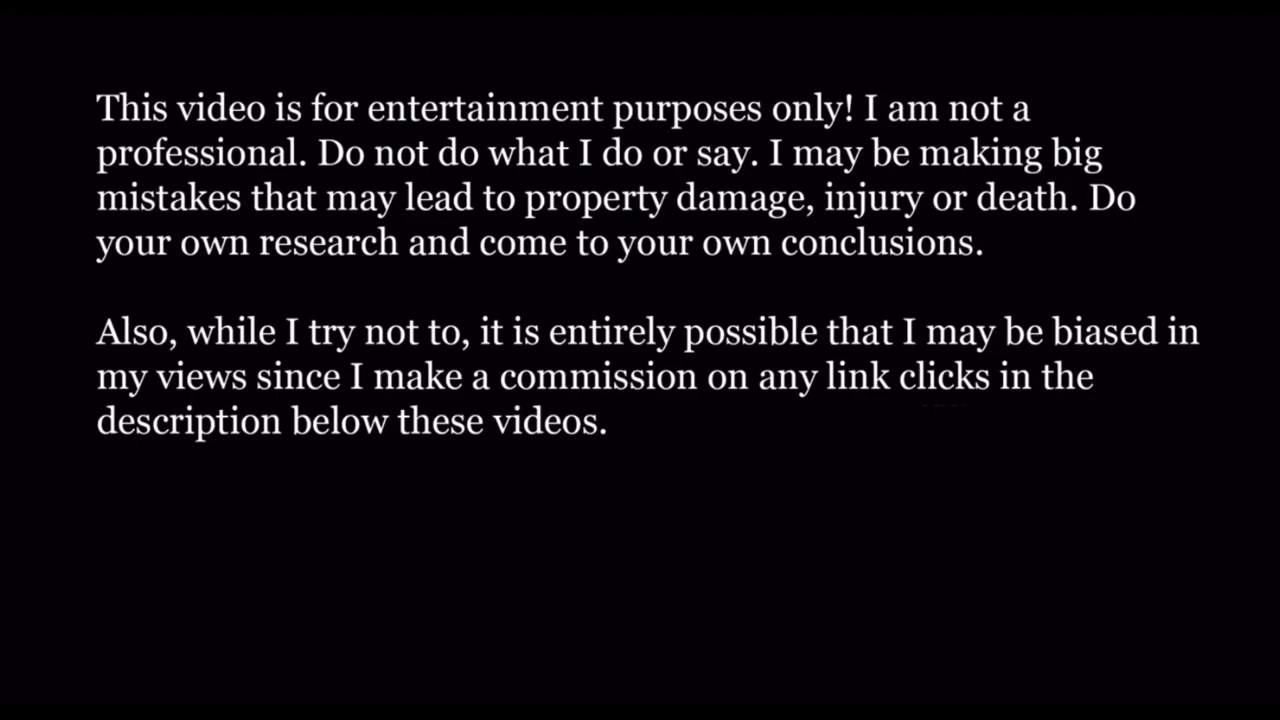 This video is for entertainment purposes only! I am not a
professional. Do not do what I do or say. I may be making big
mistakes that may lead to property damage, injury or death. Do
your own research and come to your own conclusions.
Also, while I try not to, it is entirely possible that I may be biased in
my views since I make a commission on any link clicks in the
description below these videos.